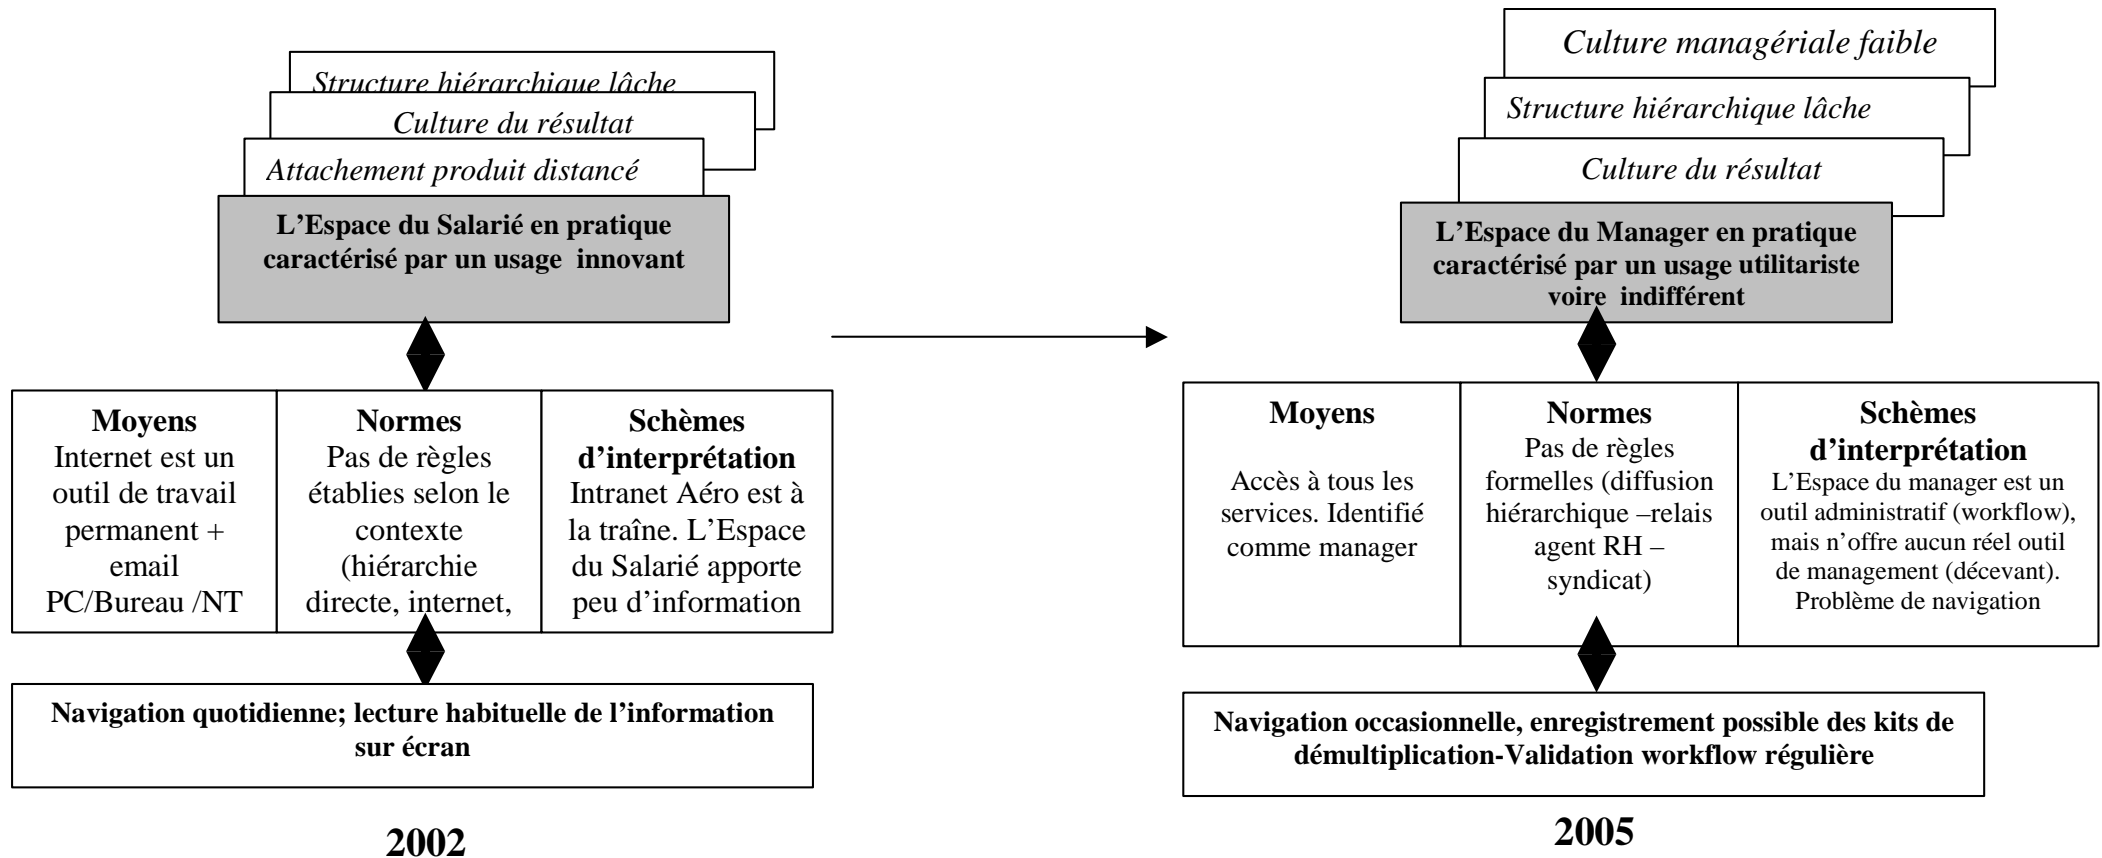 Structure hiérarchique lâche
Culture du résultat
Attachement produit distancé
L’Espace du Salarié en pratique
caractérisé par un usage innovant
Moyens
Internet est un
outil de travail
permanent +
email
PC/Bureau /NT
Normes
Pas de règles
établies selon le
contexte
(hiérarchie
directe, internet,
Schèmes
d’interprétation
Intranet Aéro est à
la traîne. L’Espace
du Salarié apporte
peu d’information
Navigation quotidienne; lecture habituelle de l’information
sur écran
2002
Culture managériale faible
Structure hiérarchique lâche
Culture du résultat
L’Espace du Manager en pratique
caractérisé par un usage utilitariste
voire indifférent
Moyens
Accès à tous les
services. Identifié
comme manager
Normes
Pas de règles
formelles (diffusion
hiérarchique –relais
agent RH –
syndicat)
Schèmes
d’interprétation
L’Espace du manager est un
outil administratif (workflow),
mais n’offre aucun réel outil
de management (décevant).
Problème de navigation
Navigation occasionnelle, enregistrement possible des kits de
démultiplication-Validation workflow régulière
2005